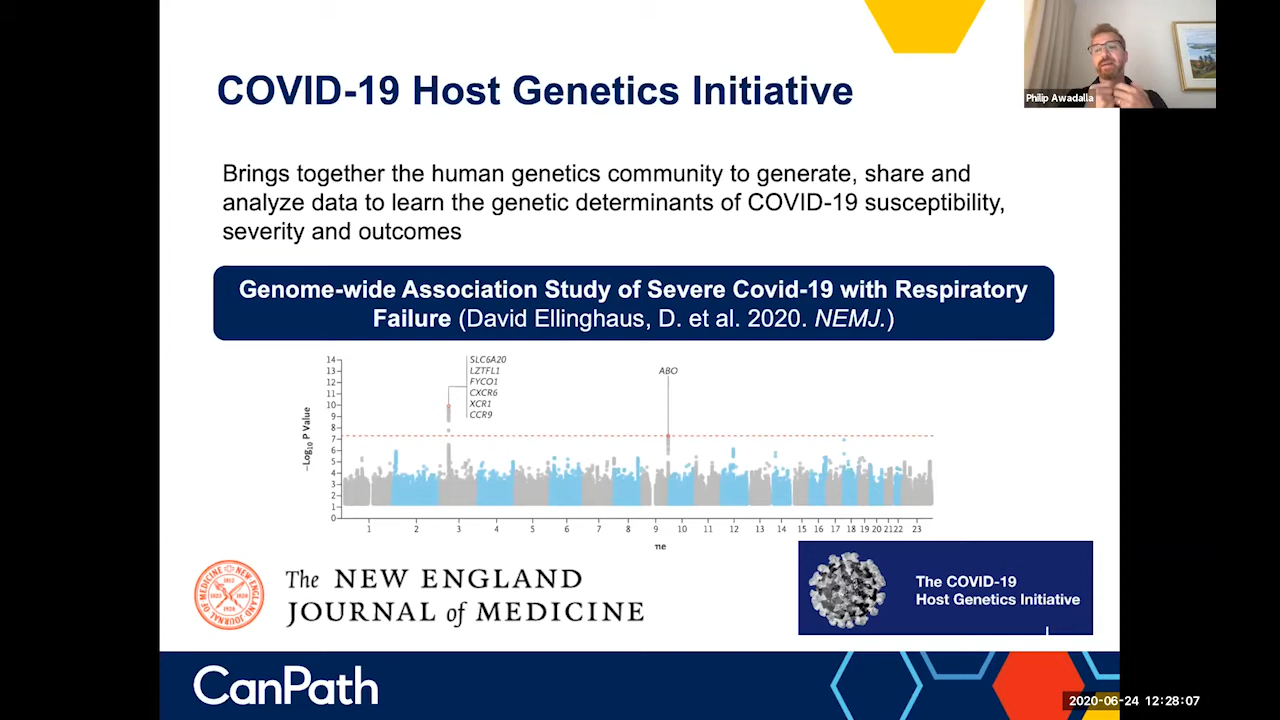 COVID-19 Host Genetics Initiative
Philip Awadalla
Brings together the human genetics community to generate, share and
analyze data to learn the genetic determinants of COVID-19 susceptibility,
severity and outcomes
Genome-wide Association Study of Severe Covid-19 with Respiratory
Failure (David Ellinghaus, D. et al. 2020. NEMJ.)
14
13
12
11
10
9
8
7
6
5
4
3
2
1
0
−Log10 P Value
SLC6A20
LZTFL1
FYCO1
CXCR6
XCR1
CCR9
ABO
1 2 3 4 5 6 7 8 9 10 11 12 13 14 15 16 17 18 19 20 21 22 23
me
The NEW ENGLAND
JOURNAL of MEDICINE
The COVID-19
Host Genetics Initiative
CanPath
2020-06-24 12:28:07